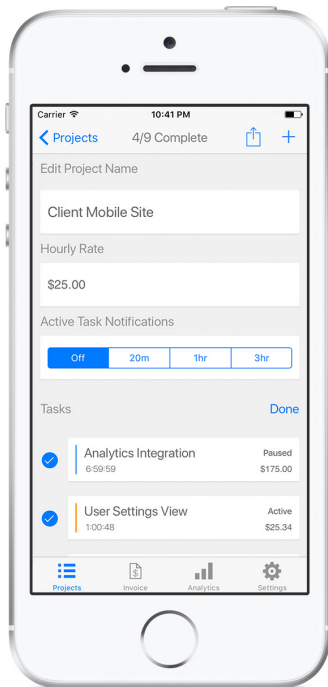 Carrier 10:41 PM
Projects 4/9 Complete
Edit Project Name
Client Mobile Site
Hourly Rate
$25.00
Active Task Notifications
Off 20m 1hr 3hr
Tasks Done
Analytics Integration Paused
6:59:59 $175.00
User Settings View Active
1:00:48 $25.34
Projects Invoice Analytics Settings